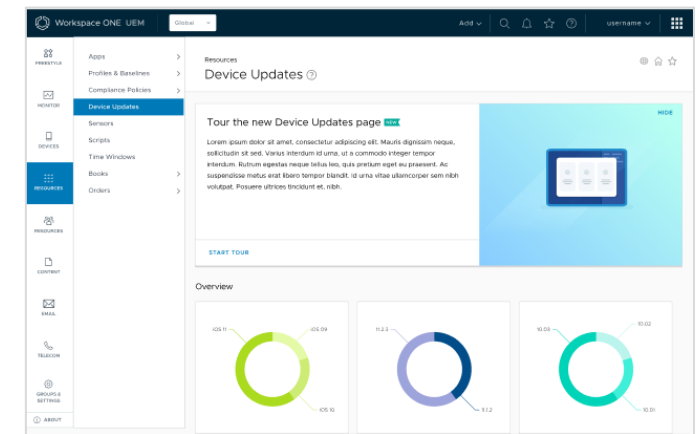 Workspace ONE UEM
Global
Add
username
FREESTYLE
MONITOR
DEVICES
RESOURCES
RESOURCES
CONTENT
EMAIL
TELECOM
GROUPS &
SETTINGS
ABOUT
Apps
Profiles & Baselines
Compliance Policies
Device Updates
Sensors
Scripts
Time Windows
Books
Orders
Resources
Device Updates
Tour the new Device Updates page NEW
HIDE
Lorem ipsum dolor sit amet, consectetur adipiscing elit. Mauris dignissim neque,
sollicitudin sit sed. Varius interdum id urna, ut a commodo integer tempor
interdum. Rutrum egestas neque tellus leo, quis pretium eget eu praesent. Ac
suspendisse metus erat libero tempor blandit. Id urna vitae ullamcorper sem nibh
volutpat. Posuere ultrices tincidunt et, nibh.
START TOUR
Overview
iOS 11
iOS 09
iOS 10
11.2.3
11.1.2
10.03
10.02
10.01